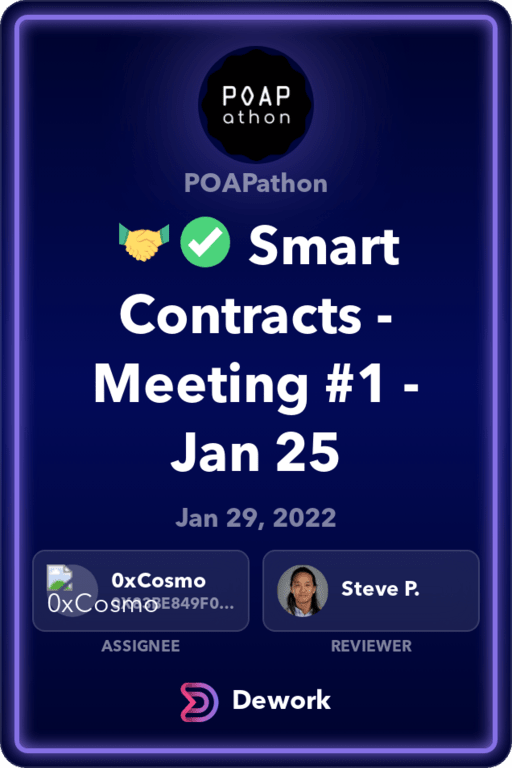 POAP
athon
POAPathon
🤝✅ Smart
Contracts -
Meeting #1 -
Jan 25
Jan 29, 2022
0xCosmo
0xCosmo
Steve P.
ASSIGNEE
REVIEWER
Dework